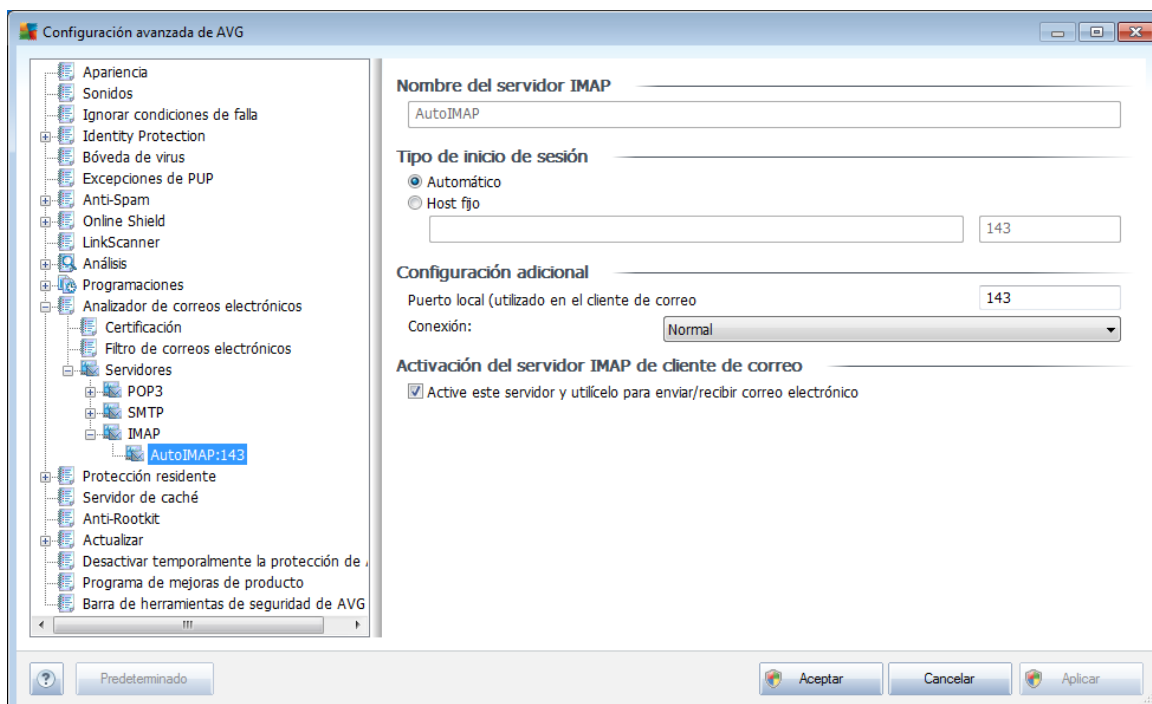 Configuración avanzada de AVG
Apariencia
Sonidos
Ignorar condiciones de falla
Identity Protection
Bóveda de virus
Excepciones de PUP
Anti-Spam
Online Shield
LinkScanner
Análisis
Programaciones
Analizador de correos electrónicos
Certificación
Filtro de correos electrónicos
Servidores
POP3
SMTP
IMAP
AutoIMAP:143
Protección residente
Servidor de caché
Anti-Rootkit
Actualizar
Desactivar temporalmente la protección de
Programa de mejoras de producto
Barra de herramientas de seguridad de AVG
Nombre del servidor IMAP
AutoIMAP
Tipo de inicio de sesión
Automático
Host fijo
143
Configuración adicional
Puerto local (utilizado en el cliente de correo
143
Conexión:
Normal
Activación del servidor IMAP de cliente de correo
Active este servidor y utilícelo para enviar/recibir correo electrónico
?
Predeterminado
Aceptar
Cancelar
Aplicar